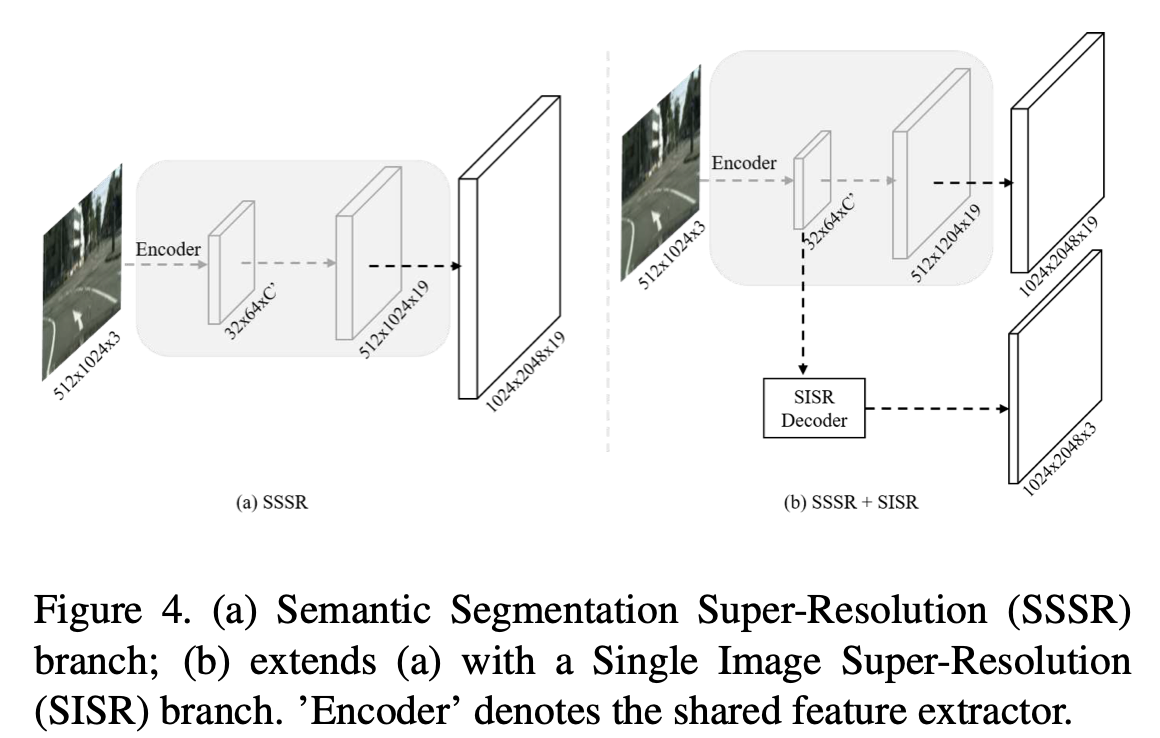 Encoder
512x1024x3
32x64xC’
512x1024x19
1024x2048x19
(a) SSSR
Encoder
512x1024x3
32x64xC’
512x1204x19
1024x2048x19
SISR
Decoder
1024x2048x3
(b) SSSR + SISR
Figure 4. (a) Semantic Segmentation Super-Resolution (SSSR)
branch; (b) extends (a) with a Single Image Super-Resolution
(SISR) branch. ’Encoder’ denotes the shared feature extractor.